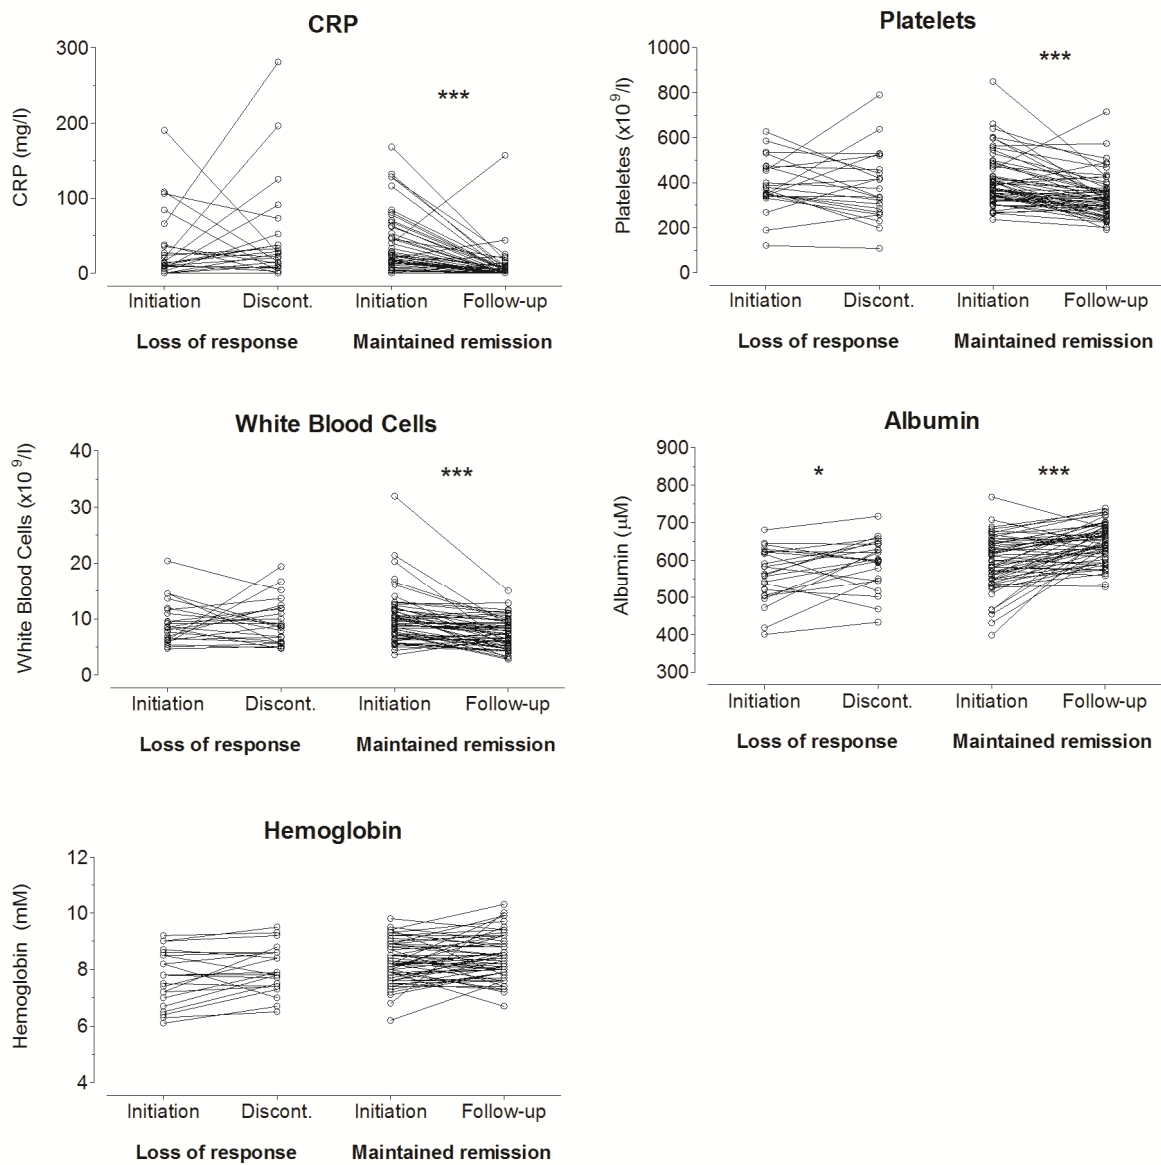 CRP
300
200
100
0
CRP (mg/l)
***
Initiation Discont. Initiation Follow-up
Loss of response Maintained remission
Platelets
1000
800
600
400
200
0
Plateletes (x10 9/l)
***
Initiation Discont. Initiation Follow-up
Loss of response Maintained remission
White Blood Cells
40
30
20
10
0
White Blood Cells (x10 9/l)
***
Initiation Discont. Initiation Follow-up
Loss of response Maintained remission
Albumin
900
800
700
600
500
400
300
Albumin (μM)
* ***
Initiation Discont. Initiation Follow-up
Loss of response Maintained remission
Hemoglobin
12
10
8
6
4
Hemoglobin (mM)
Initiation Discont. Initiation Follow-up
Loss of response Maintained remission